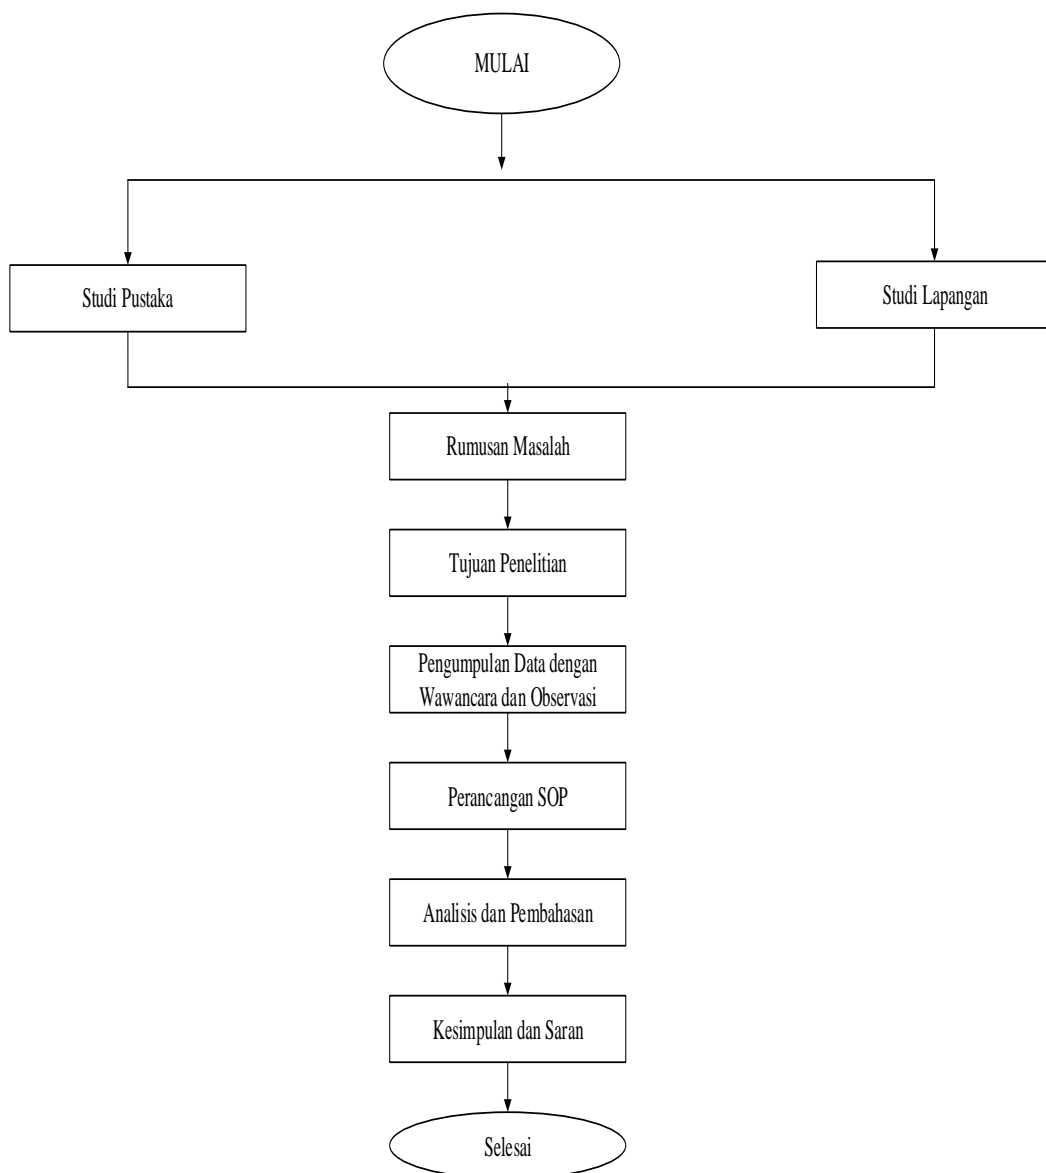 MULAI
Studi Pustaka
Studi Lapangan
Rumusan Masalah
Tujuan Penelitian
Pengumpulan Data dengan
Wawancara dan Observasi
Perancangan SOP
Analisis dan Pembahasan
Kesimpulan dan Saran
Selesai